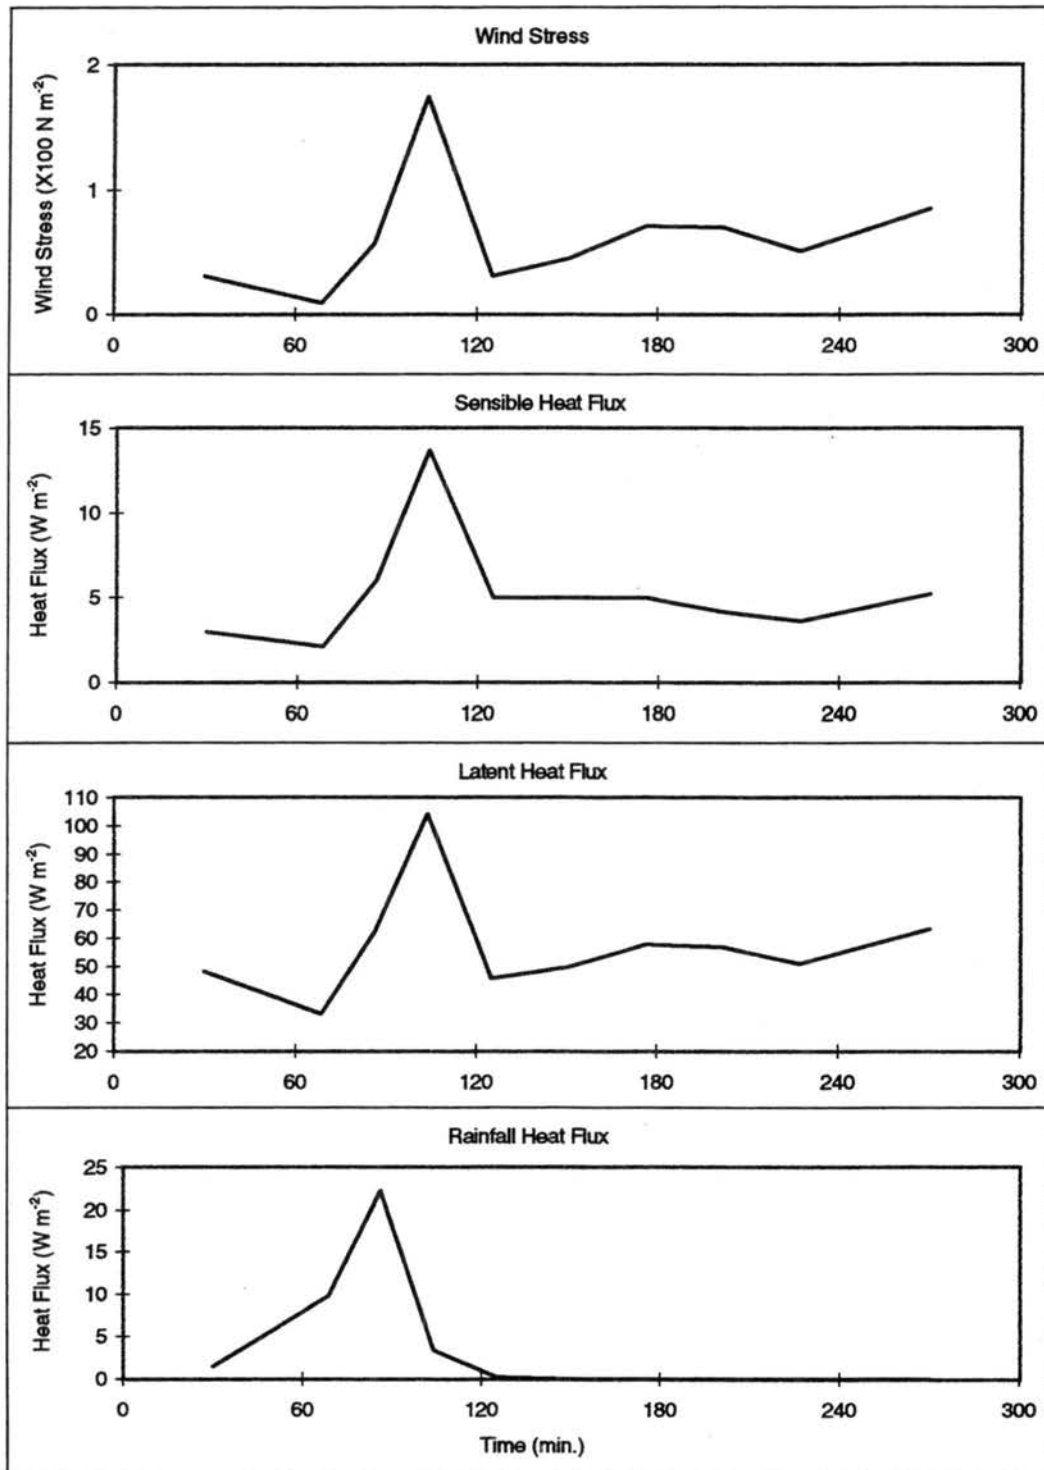 Wind Stress
Wind Stress (X100 N m-2)
2
1
0
0 60 120 180 240 300
Sensible Heat Flux
Heat Flux (W m-2)
15
10
5
0
0 60 120 180 240 300
Latent Heat Flux
Heat Flux (W m-2)
110
100
90
80
70
60
50
40
30
20
0 60 120 180 240 300
Rainfall Heat Flux
Heat Flux (W m-2)
25
20
15
10
5
0
0 60 120 180 240 300
Time (min.)